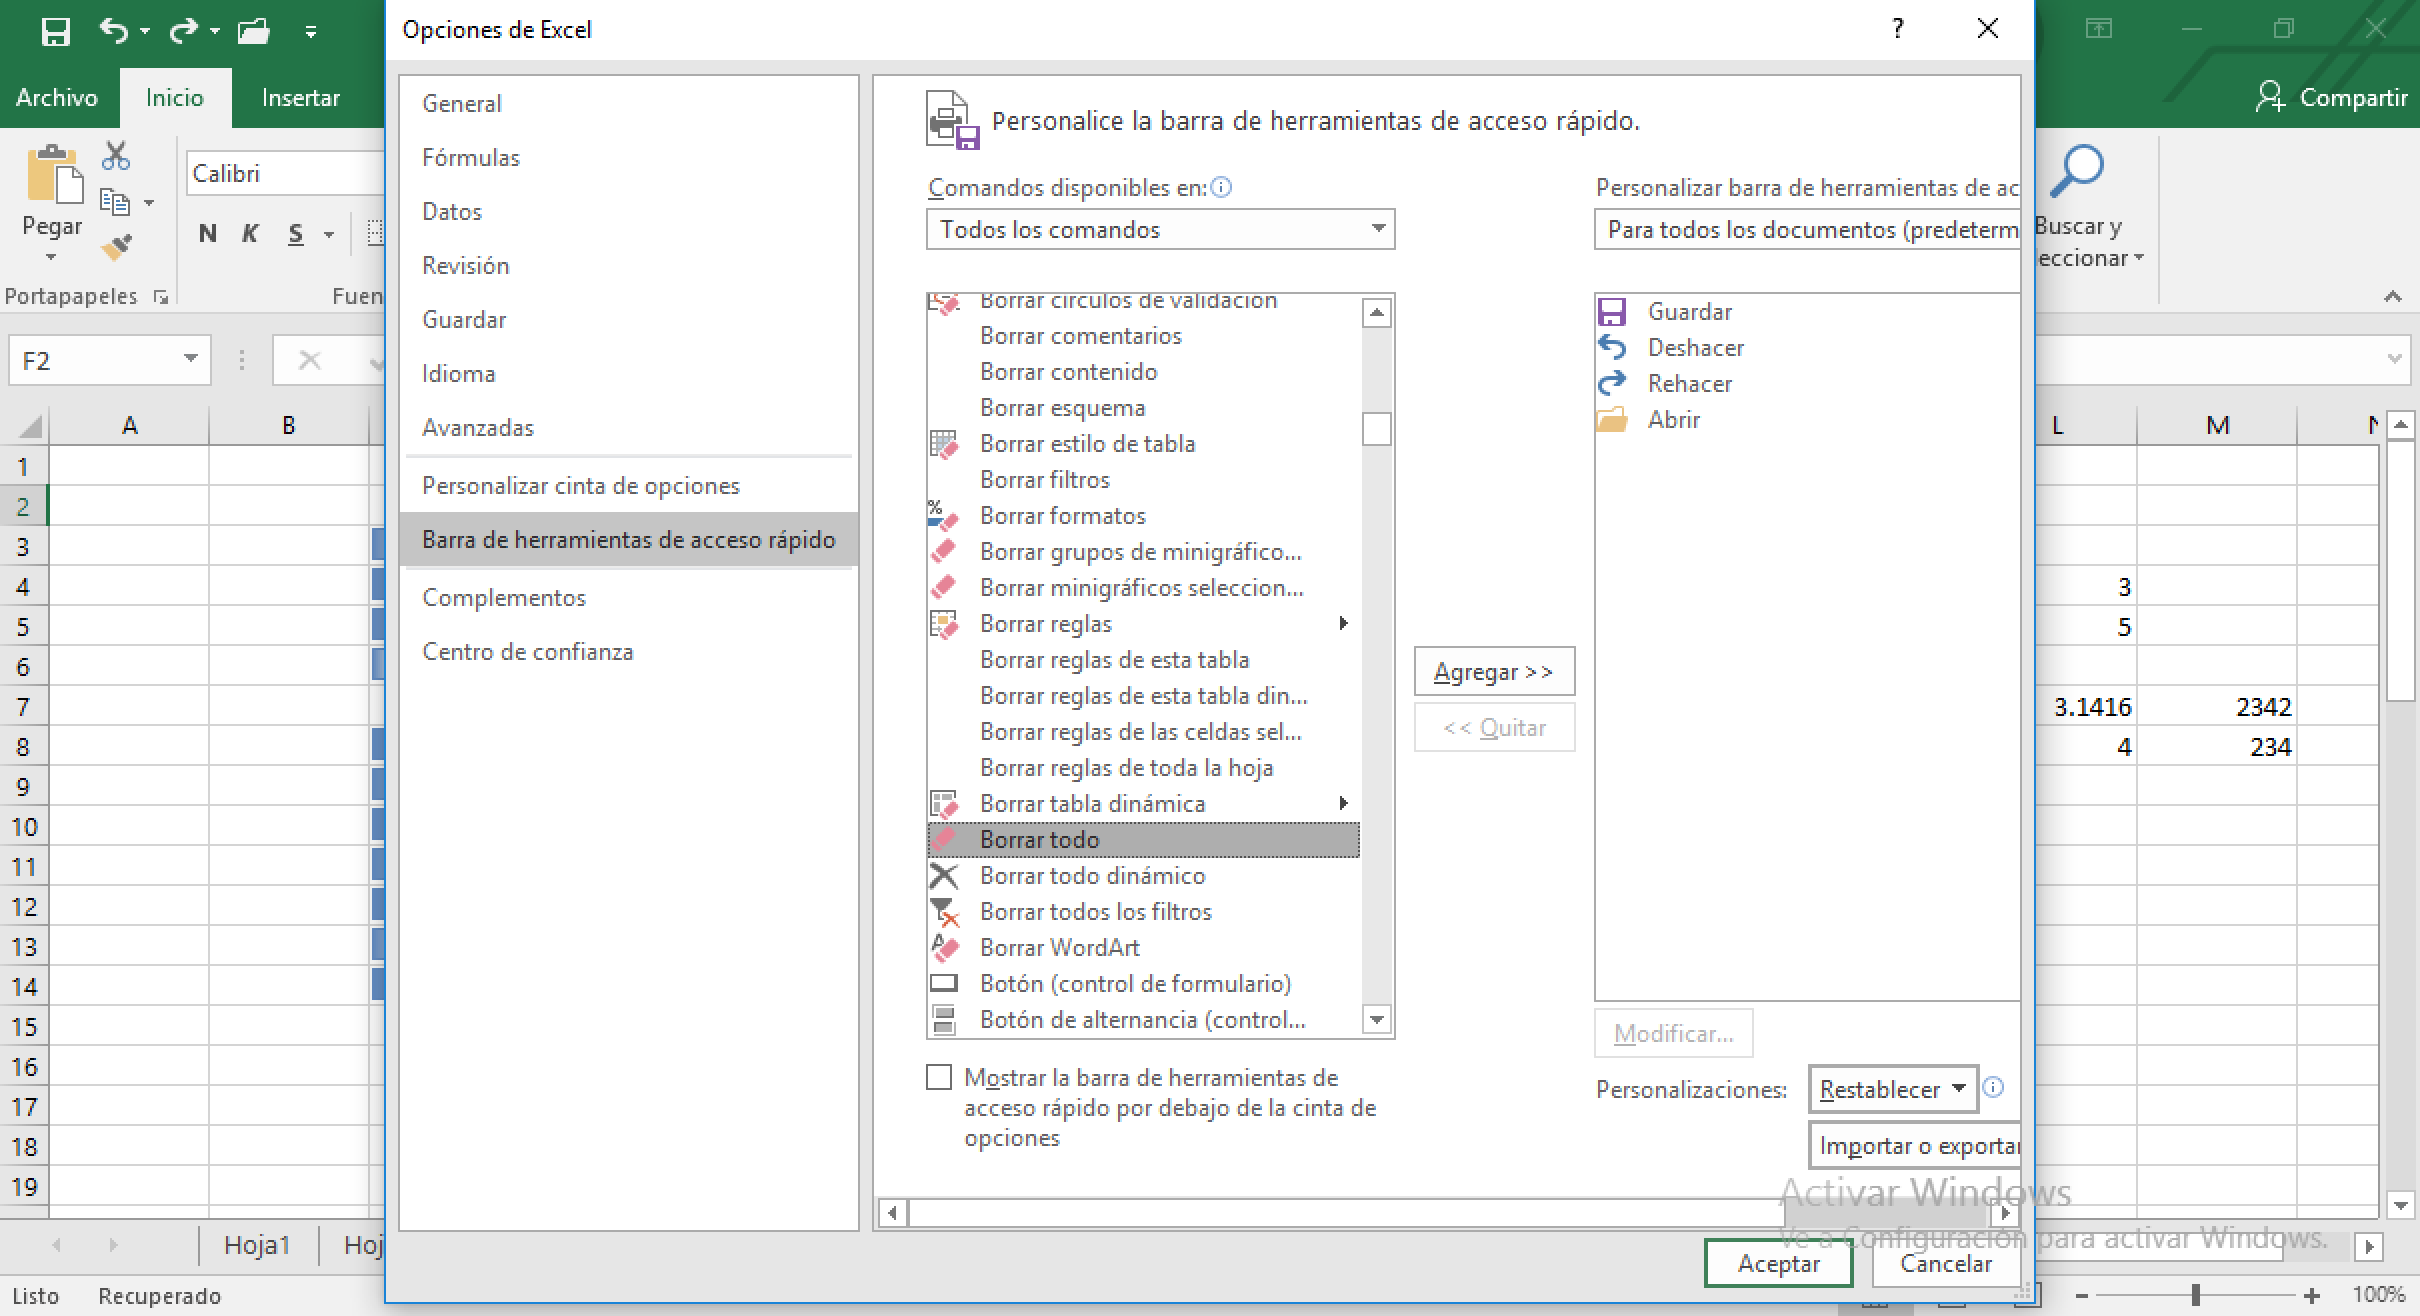 Opciones de Excel
?
Archivo
Inicio
Insertar
Compartir
Pegar
Calibri
N K S
Portapapeles
Fuen
Buscar y
eccionar
F2
A
B
L
M
N
1
2
3
4
5
6
7
8
9
10
11
12
13
14
15
16
17
18
19
3
5
3.1416
2342
4
234
General
Fórmulas
Datos
Revisión
Guardar
Idioma
Avanzadas
Personalizar cinta de opciones
Barra de herramientas de acceso rápido
Complementos
Centro de confianza
Personalice la barra de herramientas de acceso rápido.
Comandos disponibles en:
Todos los comandos
Borrar círculos de validación
Borrar comentarios
Borrar contenido
Borrar esquema
Borrar estilo de tabla
Borrar filtros
Borrar formatos
Borrar grupos de minigráfico...
Borrar minigráficos seleccion...
Borrar reglas
Borrar reglas de esta tabla
Borrar reglas de esta tabla din...
Borrar reglas de las celdas sel...
Borrar reglas de toda la hoja
Borrar tabla dinámica
Borrar todo
Borrar todo dinámico
Borrar todos los filtros
Borrar WordArt
Botón (control de formulario)
Botón de alternancia (control...
Agregar >>
<< Quitar
Personalizar barra de herramientas de ac
Para todos los documentos (predeterm
Guardar
Deshacer
Rehacer
Abrir
Modificar...
Personalizaciones:
Restablecer
Importar o exportar
Mostrar la barra de herramientas de
acceso rápido por debajo de la cinta de
opciones
Activar Windows
Ve a Configuración para activar Windows.
Aceptar
Cancelar
Hoja1
Hoj
Listo
Recuperado
100%